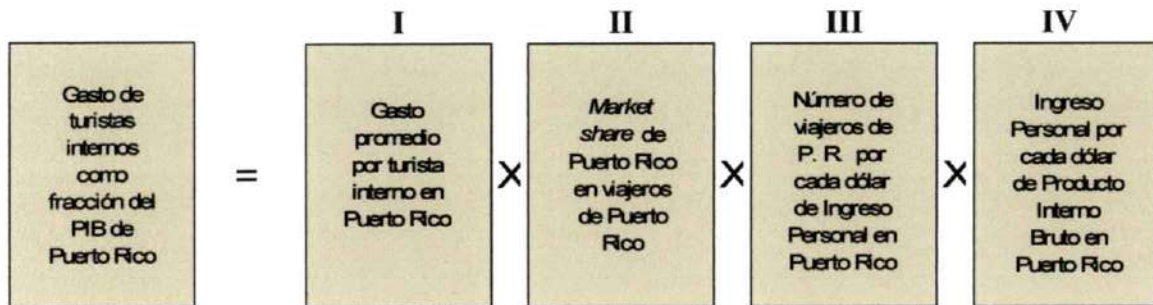 I
II
III
IV
Gasto de
turistas
internos
como
fracción del
PIB de
Puerto Rico
=
Gasto
promedio
por turista
interno en
Puerto Rico
X
Market
share de
Puerto Rico
en viajeros
de Puerto
Rico
X
Número de
viajeros de
P. R. por
cada dólar
de Ingreso
Personal en
Puerto Rico
X
Ingreso
Personal por
cada dólar
de Producto
Interno
Bruto en
Puerto Rico